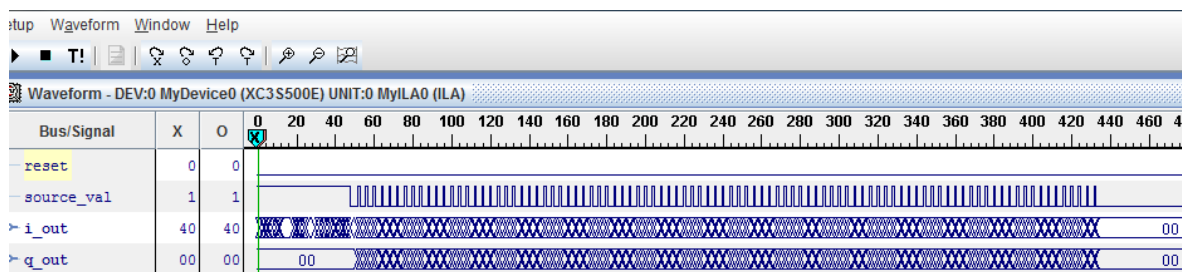 etup Waveform Window Help
T!
Waveform - DEV:0 MyDevice0 (XC3S500E) UNIT:0 MyILA0 (ILA)
Bus/Signal X O 0 20 40 60 80 100 120 140 160 180 200 220 240 260 280 300 320 340 360 380 400 420 440 460 4
X
reset 0 0
source_val 1 1
i_out 40 40 00
q_out 00 00 00 00